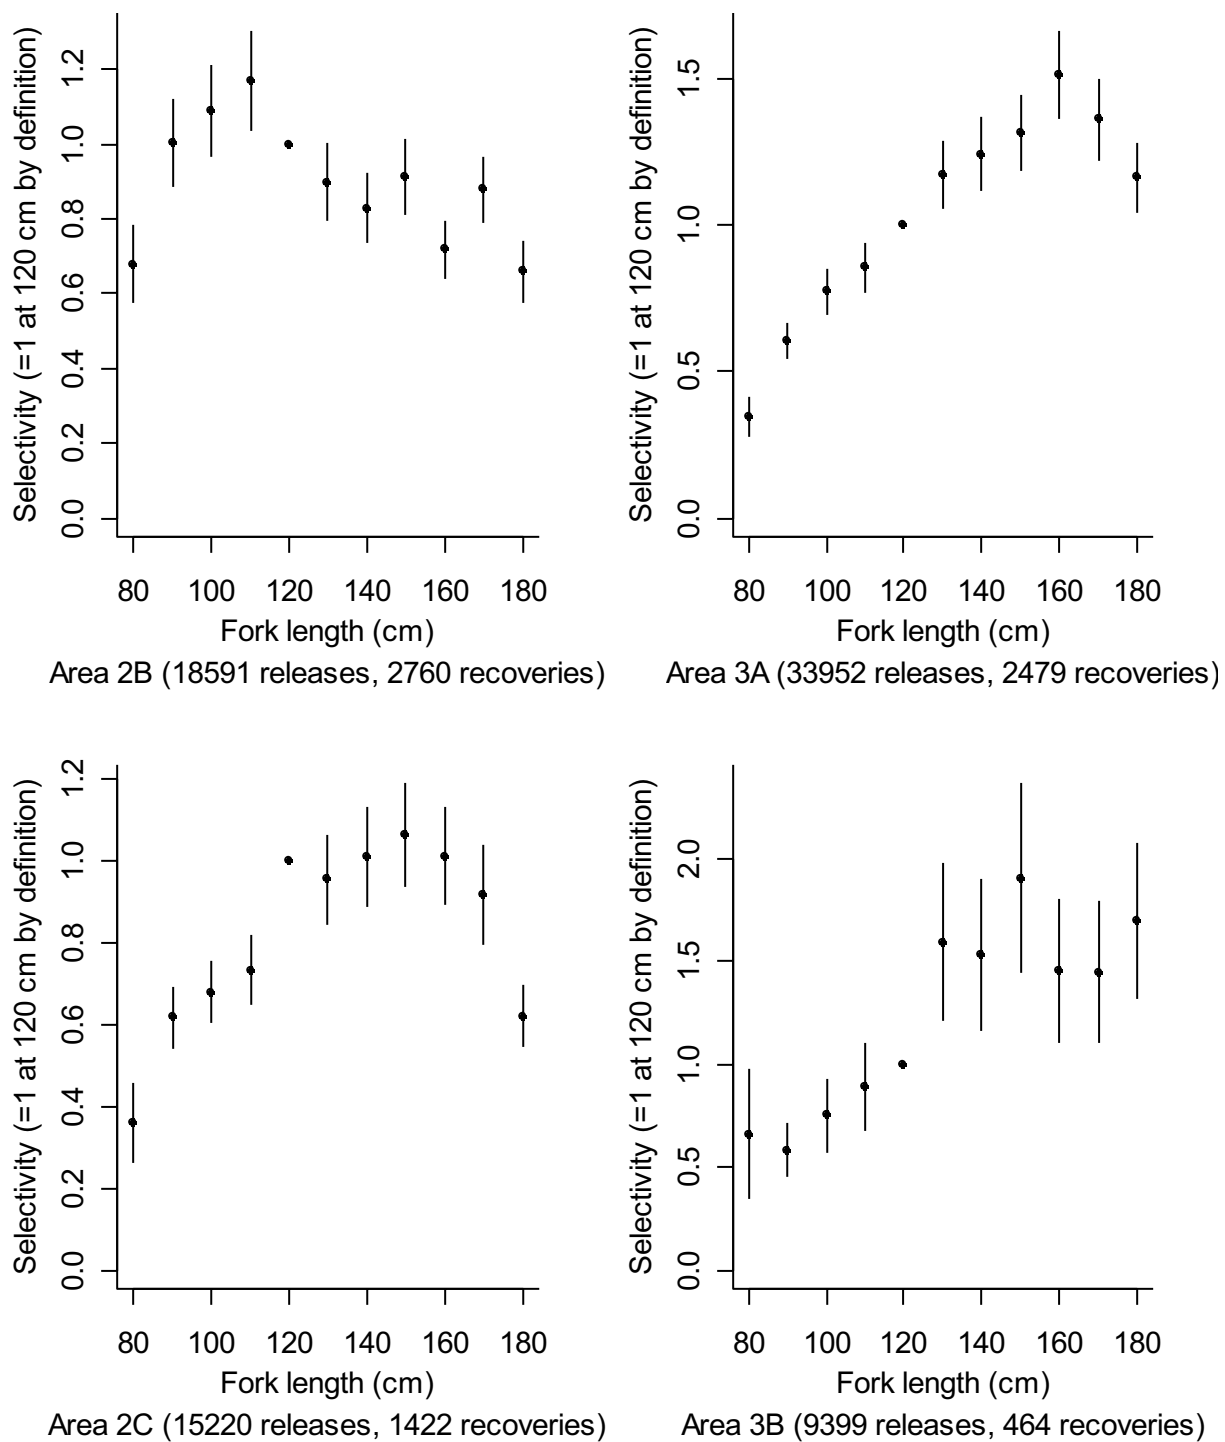 Selectivity (=1 at 120 cm by definition)
1.2
1.0
0.8
0.6
0.4
0.2
0.0
80 100 120 140 160 180
Fork length (cm)
Area 2B (18591 releases, 2760 recoveries)
Selectivity (=1 at 120 cm by definition)
1.5
1.0
0.5
0.0
80 100 120 140 160 180
Fork length (cm)
Area 3A (33952 releases, 2479 recoveries)
Selectivity (=1 at 120 cm by definition)
1.2
1.0
0.8
0.6
0.4
0.2
0.0
80 100 120 140 160 180
Fork length (cm)
Area 2C (15220 releases, 1422 recoveries)
Selectivity (=1 at 120 cm by definition)
2.0
1.5
1.0
0.5
0.0
80 100 120 140 160 180
Fork length (cm)
Area 3B (9399 releases, 464 recoveries)